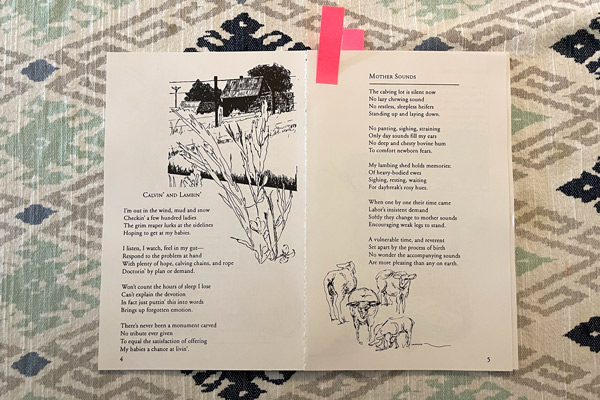 CALVIN' AND LAMBIN'
I'm out in the wind, mud and snow
Checkin' a few hundred ladies
The grim reaper lurks at the sidelines
Hoping to get at my babies.
I listen, I watch, feel in my gut—
Respond to the problem at hand
With plenty of hope, calving chains, and rope
Doctorin' by plan or demand.
Won't count the hours of sleep I lose
Can't explain the devotion
In fact just puttin' this into words
Brings up forgotten emotion.
There's never been a monument carved
No tribute ever given
To equal the satisfaction of offering
My babies a chance at livin'.
4
MOTHER SOUNDS
The calving lot is silent now
No lazy chewing sound
No restless, sleepless heifers
Standing up and laying down.
No panting, sighing, straining
Only day sounds fill my ears
No deep and chesty bovine hum
To comfort newborn fears.
My lambing shed holds memories:
Of heavy-bodied ewes
Sighing, resting, waiting
For daybreak's rosy hues.
When one by one their time came
Labor's insistent demand
Softly they change to mother sounds
Encouraging weak legs to stand.
A vulnerable time, and reverent
Set apart by the process of birth
No wonder the accompanying sounds
Are more pleasing than any on earth.
5